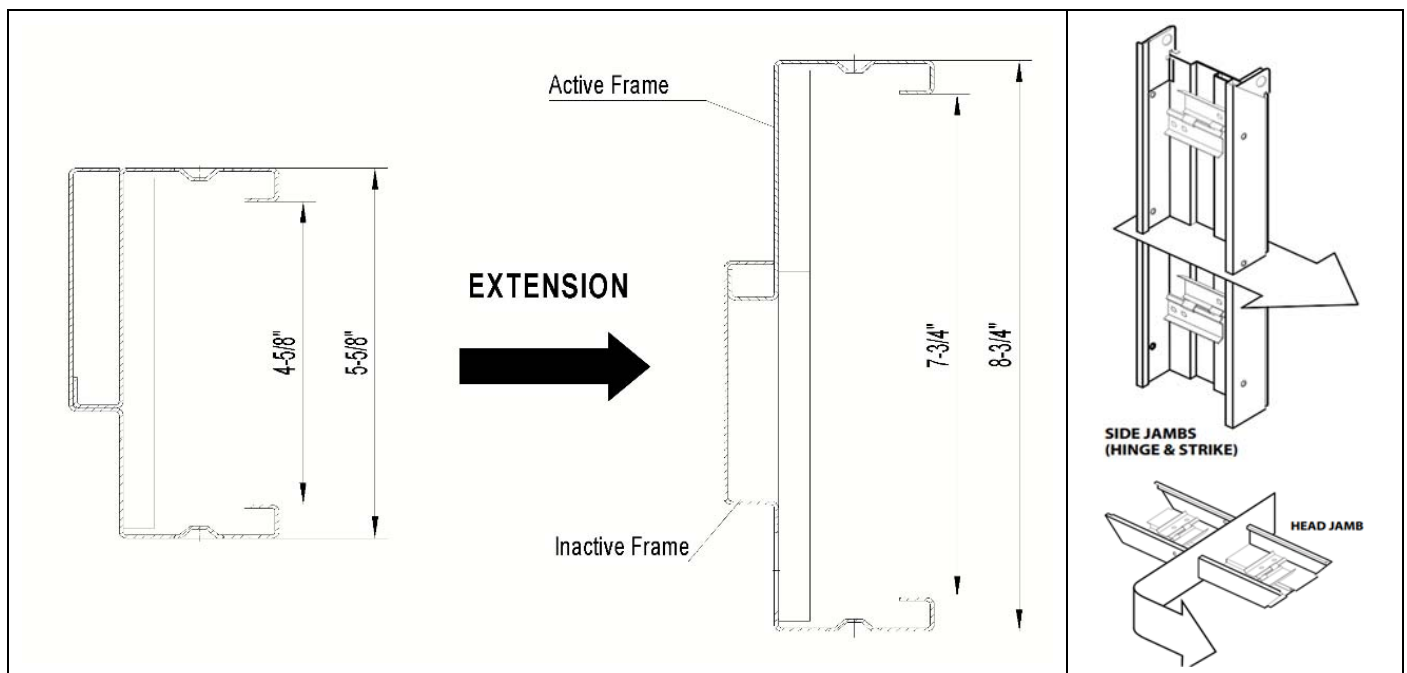 Active Frame
EXTENSION
4-5/8"
5-5/8"
7-3/4"
8-3/4"
Inactive Frame
SIDE JAMBS
(HINGE & STRIKE)
HEAD JAMB